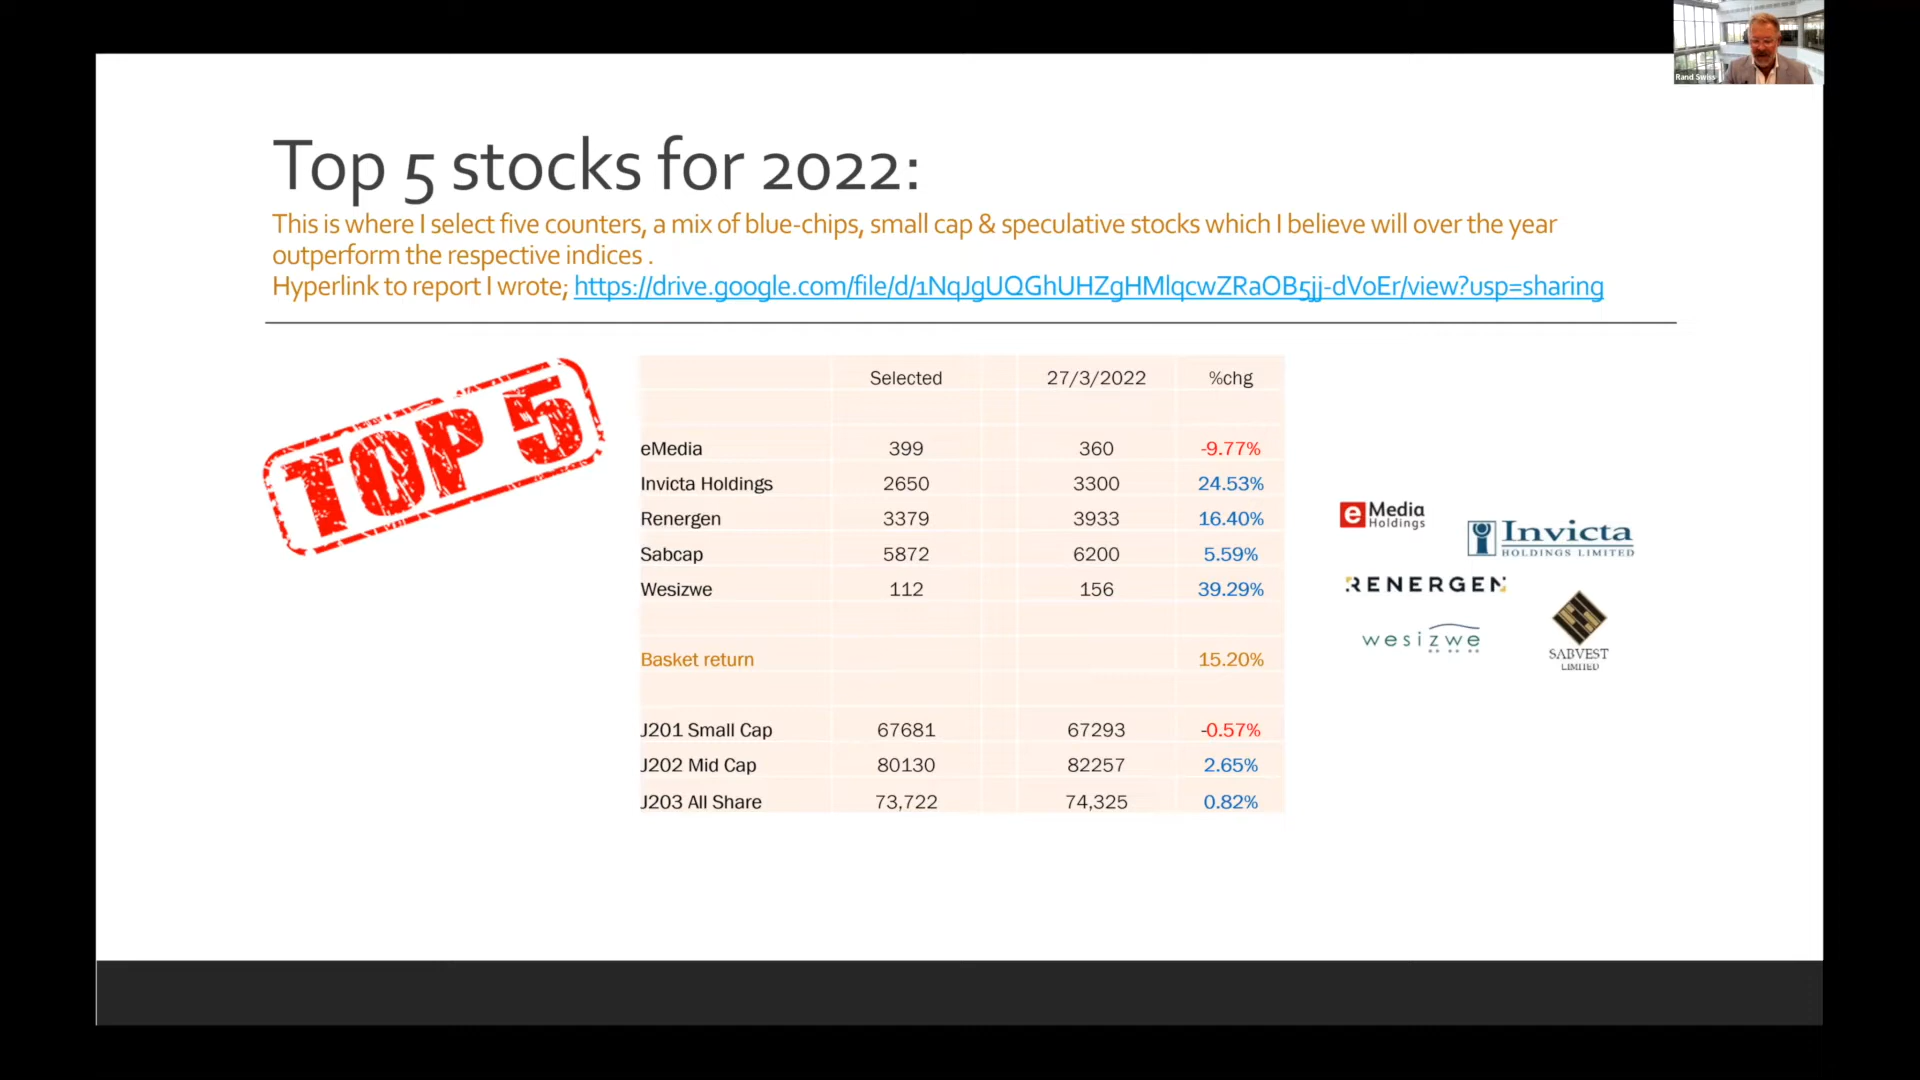 Rand Swiss
Top 5 stocks for 2022:
This is where I select five counters, a mix of blue-chips, small cap & speculative stocks which I believe will over the year
outperform the respective indices .
Hyperlink to report I wrote; https://drive.google.com/file/d/1NqJgUQGhUHZgHMlqcwZRaOB5jj-dVoEr/view?usp=sharing
TOP 5
Selected 27/3/2022 %chg
eMedia 399 360 -9.77%
Invicta Holdings 2650 3300 24.53%
Renergen 3379 3933 16.40%
Sabcap 5872 6200 5.59%
Wesizwe 112 156 39.29%
Basket return 15.20%
J201 Small Cap 67681 67293 -0.57%
J202 Mid Cap 80130 82257 2.65%
J203 All Share 73,722 74,325 0.82%
e Media
Holdings
Invicta
HOLDINGS LIMITED
RENERGEN
wesizwe
SABVEST
LIMITED